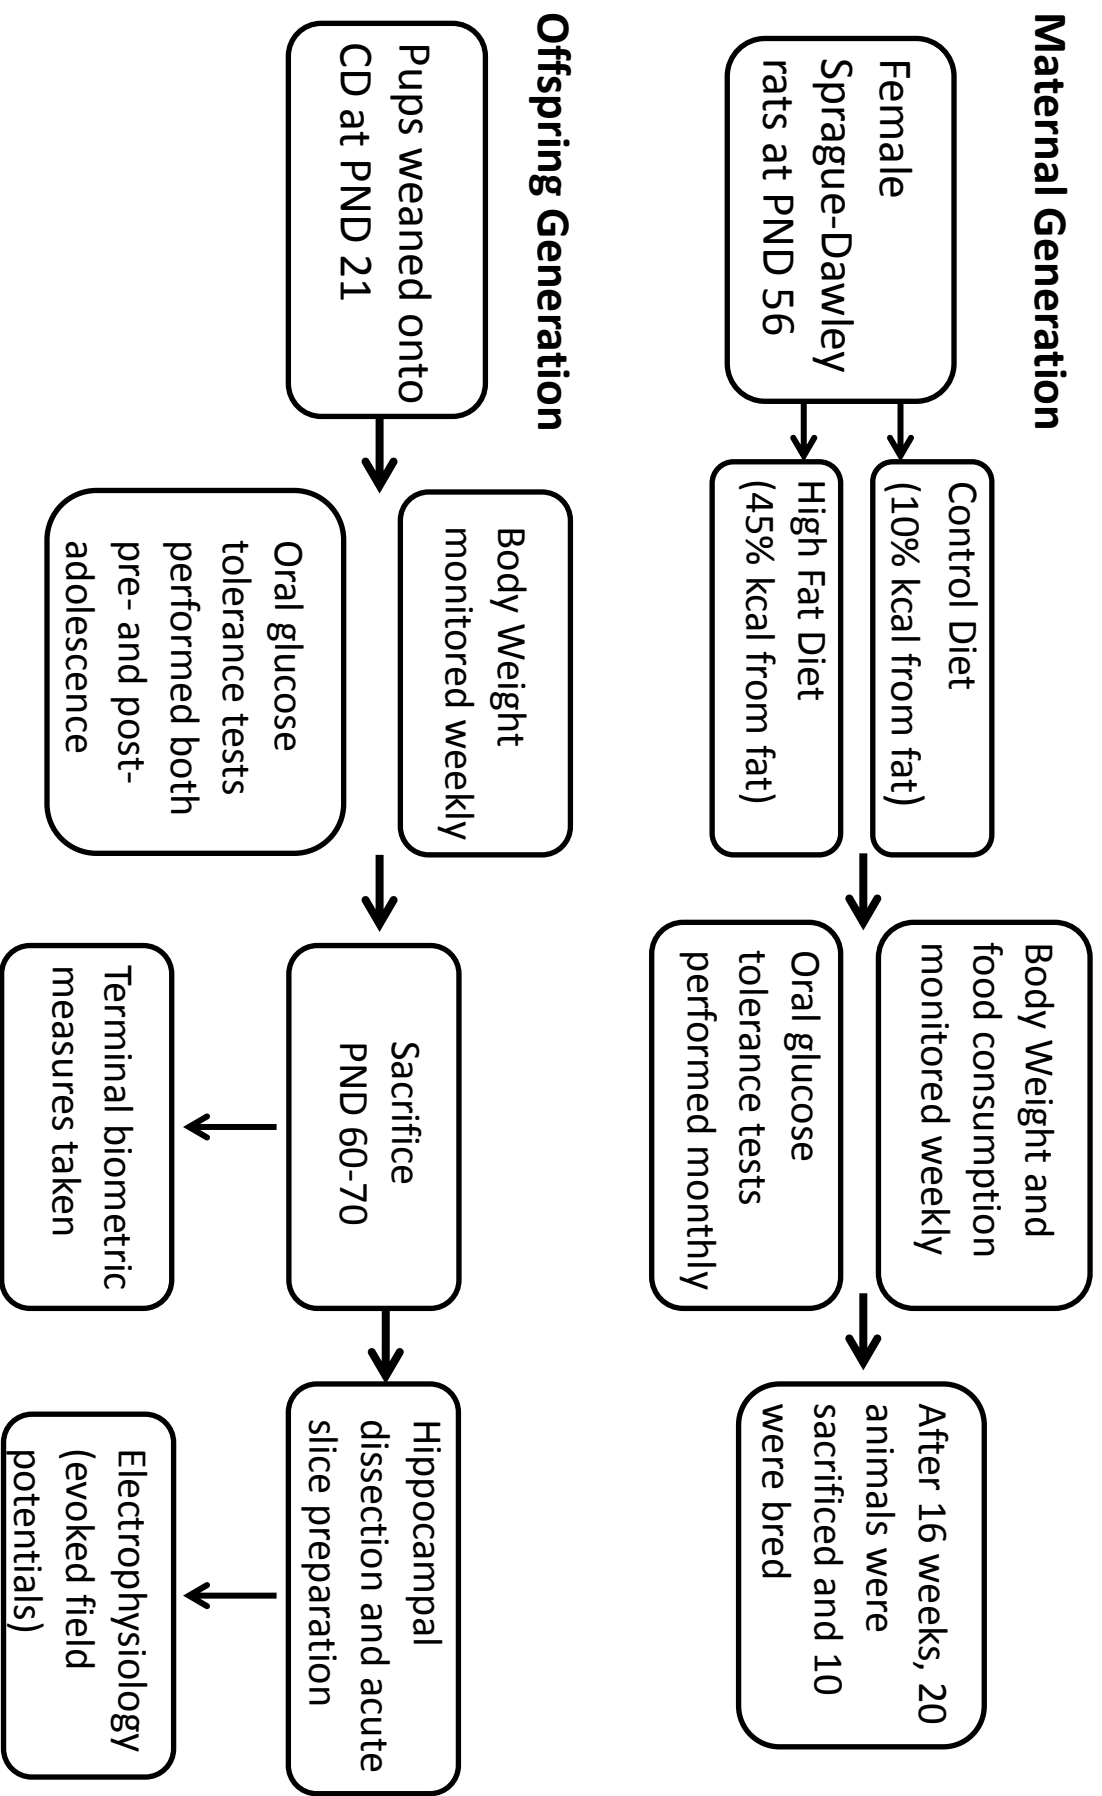 Maternal Generation
Female
Sprague-Dawley
rats at PND 56
Control Diet
(10% kcal from fat)
High Fat Diet
(45% kcal from fat)
Body Weight and
food consumption
monitored weekly
Oral glucose
tolerance tests
performed monthly
After 16 weeks, 20
animals were
sacrificed and 10
were bred
Offspring Generation
Pups weaned onto
CD at PND 21
Body Weight
monitored weekly
Oral glucose
tolerance tests
performed both
pre- and post-
adolescence
Sacrifice
PND 60-70
Terminal biometric
measures taken
Hippocampal
dissection and acute
slice preparation
Electrophysiology
(evoked field
potentials)